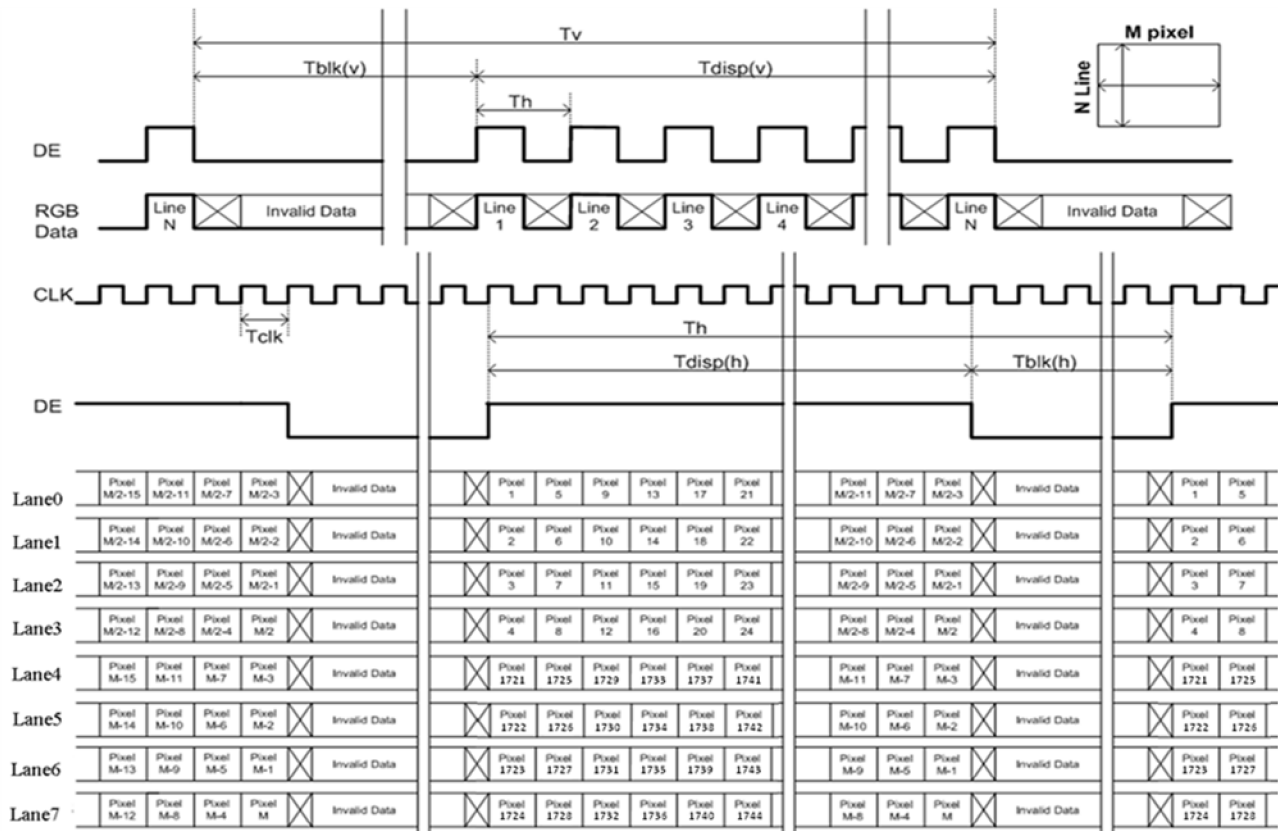 Tv
M pixel
Tblk(v)
Tdisp(v)
Th
N Line
DE
RGB Data
Line N
Invalid Data
Line 1
Line 2
Line 3
Line 4
Line N
Invalid Data
CLK
Tclk
Th
Tdisp(h)
Tblk(h)
DE
Lane0 Pixel M/2-15 Pixel M/2-11 Pixel M/2-7 Pixel M/2-3 Invalid Data Pixel 1 Pixel 5 Pixel 9 Pixel 13 Pixel 17 Pixel 21 Pixel M/2-11 Pixel M/2-7 Pixel M/2-3 Invalid Data Pixel 1 Pixel 5
Lane1 Pixel M/2-14 Pixel M/2-10 Pixel M/2-6 Pixel M/2-2 Invalid Data Pixel 2 Pixel 6 Pixel 10 Pixel 14 Pixel 18 Pixel 22 Pixel M/2-10 Pixel M/2-6 Pixel M/2-2 Invalid Data Pixel 2 Pixel 6
Lane2 Pixel M/2-13 Pixel M/2-9 Pixel M/2-5 Pixel M/2-1 Invalid Data Pixel 3 Pixel 7 Pixel 11 Pixel 15 Pixel 19 Pixel 23 Pixel M/2-9 Pixel M/2-5 Pixel M/2-1 Invalid Data Pixel 3 Pixel 7
Lane3 Pixel M/2-12 Pixel M/2-8 Pixel M/2-4 Pixel M/2 Invalid Data Pixel 4 Pixel 8 Pixel 12 Pixel 16 Pixel 20 Pixel 24 Pixel M/2-8 Pixel M/2-4 Pixel M/2 Invalid Data Pixel 4 Pixel 8
Lane4 Pixel M-15 Pixel M-11 Pixel M-7 Pixel M-3 Invalid Data Pixel 1721 Pixel 1725 Pixel 1729 Pixel 1733 Pixel 1737 Pixel 1741 Pixel M-11 Pixel M-7 Pixel M-3 Invalid Data Pixel 1721 Pixel 1725
Lane5 Pixel M-14 Pixel M-10 Pixel M-6 Pixel M-2 Invalid Data Pixel 1722 Pixel 1726 Pixel 1730 Pixel 1734 Pixel 1738 Pixel 1742 Pixel M-10 Pixel M-6 Pixel M-2 Invalid Data Pixel 1722 Pixel 1726
Lane6 Pixel M-13 Pixel M-9 Pixel M-5 Pixel M-1 Invalid Data Pixel 1723 Pixel 1727 Pixel 1731 Pixel 1735 Pixel 1739 Pixel 1743 Pixel M-9 Pixel M-5 Pixel M-1 Invalid Data Pixel 1723 Pixel 1727
Lane7 Pixel M-12 Pixel M-8 Pixel M-4 Pixel M Invalid Data Pixel 1724 Pixel 1728 Pixel 1732 Pixel 1736 Pixel 1740 Pixel 1744 Pixel M-8 Pixel M-4 Pixel M Invalid Data Pixel 1724 Pixel 1728